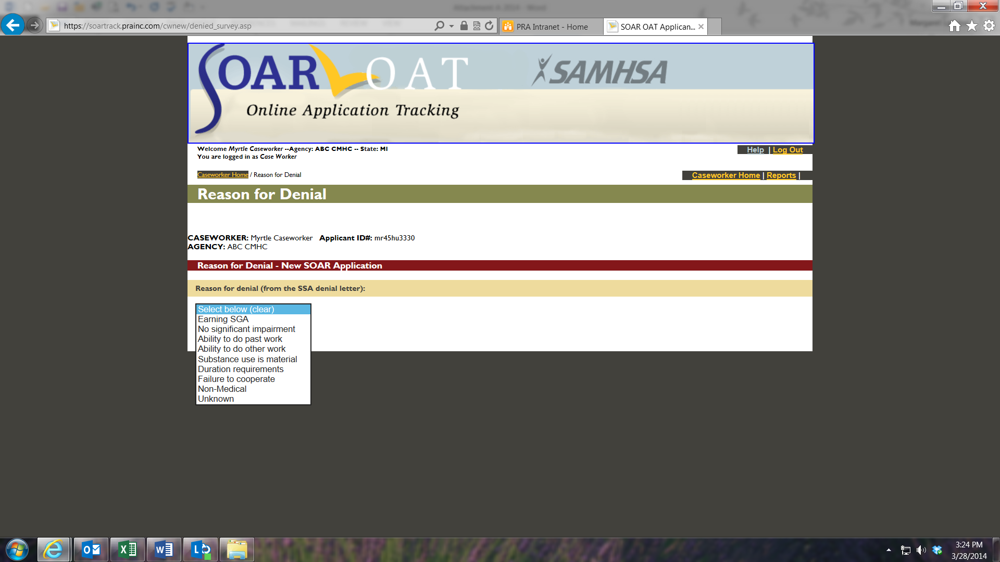 Attachment A 2014 - Word
https://soartrack.prainc.com/cwnew/denied_survey.asp
PRA Intranet - Home
SOAR OAT Applican...
SOAR OAT
SAMHSA
Online Application Tracking
Welcome Myrtle Caseworker --Agency: ABC CMHC -- State: MI
You are logged in as Case Worker
Help | Log Out
Caseworker Home / Reason for Denial
Caseworker Home | Reports |
Reason for Denial
CASEWORKER: Myrtle Caseworker Applicant ID#: mr45hu3330
AGENCY: ABC CMHC
Reason for Denial - New SOAR Application
Reason for denial (from the SSA denial letter):
Select below (clear)
Earning SGA
No significant impairment
Ability to do past work
Ability to do other work
Substance use is material
Duration requirements
Failure to cooperate
Non-Medical
Unknown
3:24 PM
3/28/2014